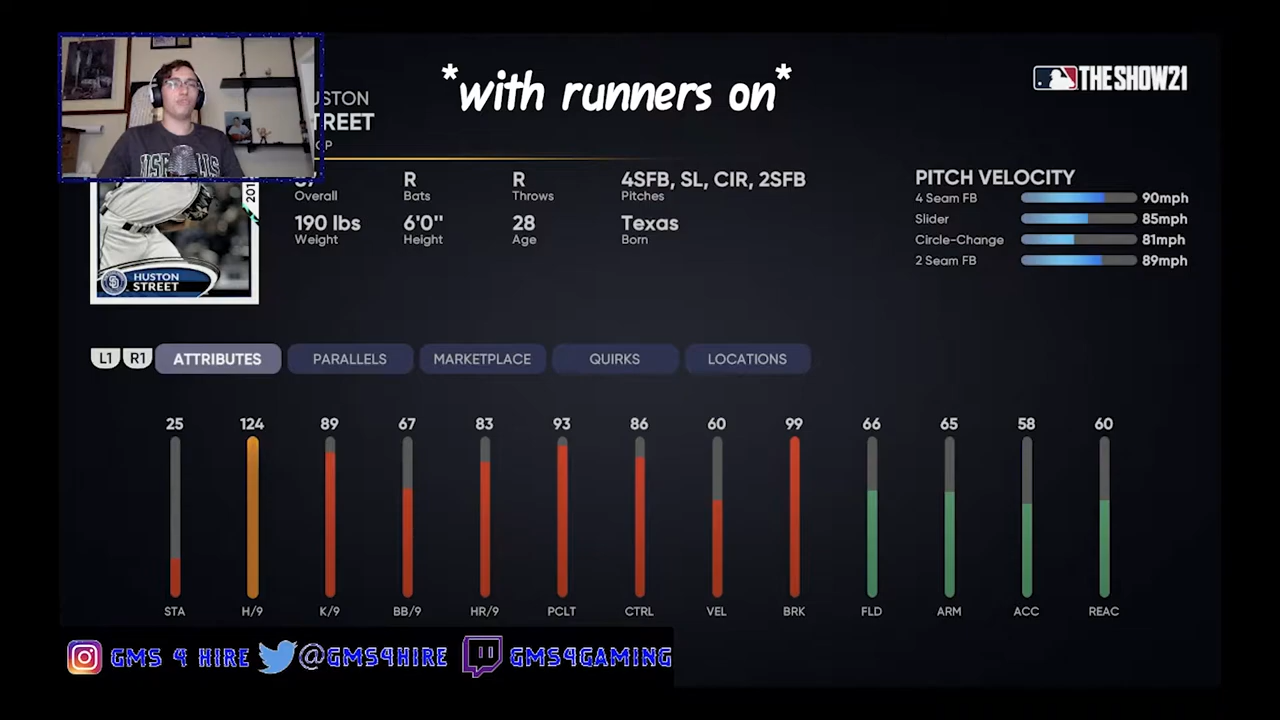 *with runners on*
THE SHOW21
STREET
R
R
4SFB, SL, CIR, 2SFB
Overall
Bats
Throws
Pitches
190 lbs
6'0"
28
Texas
Weight
Height
Age
Born
PITCH VELOCITY
4 Seam FB 90mph
Slider 85mph
Circle-Change 81mph
2 Seam FB 89mph
HUSTON
STREET
L1 R1 ATTRIBUTES PARALLELS MARKETPLACE QUIRKS LOCATIONS
25 124 89 67 83 93 86 60 99 66 65 58 60
STA H/9 K/9 BB/9 HR/9 PCLT CTRL VEL BRK FLD ARM ACC REAC
GMS 4 HIRE @GMS4HIRE GMS4GAMING